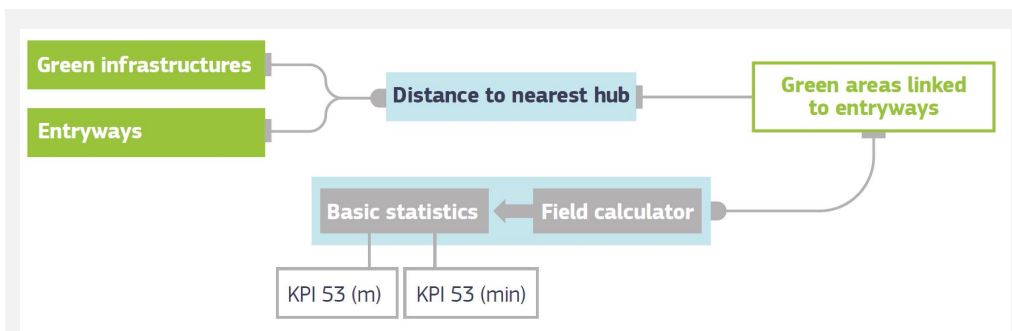 Green infrastructures
Entryways
Distance to nearest hub
Green areas linked
to entryways
Basic statistics
Field calculator
KPI 53 (m)
KPI 53 (min)